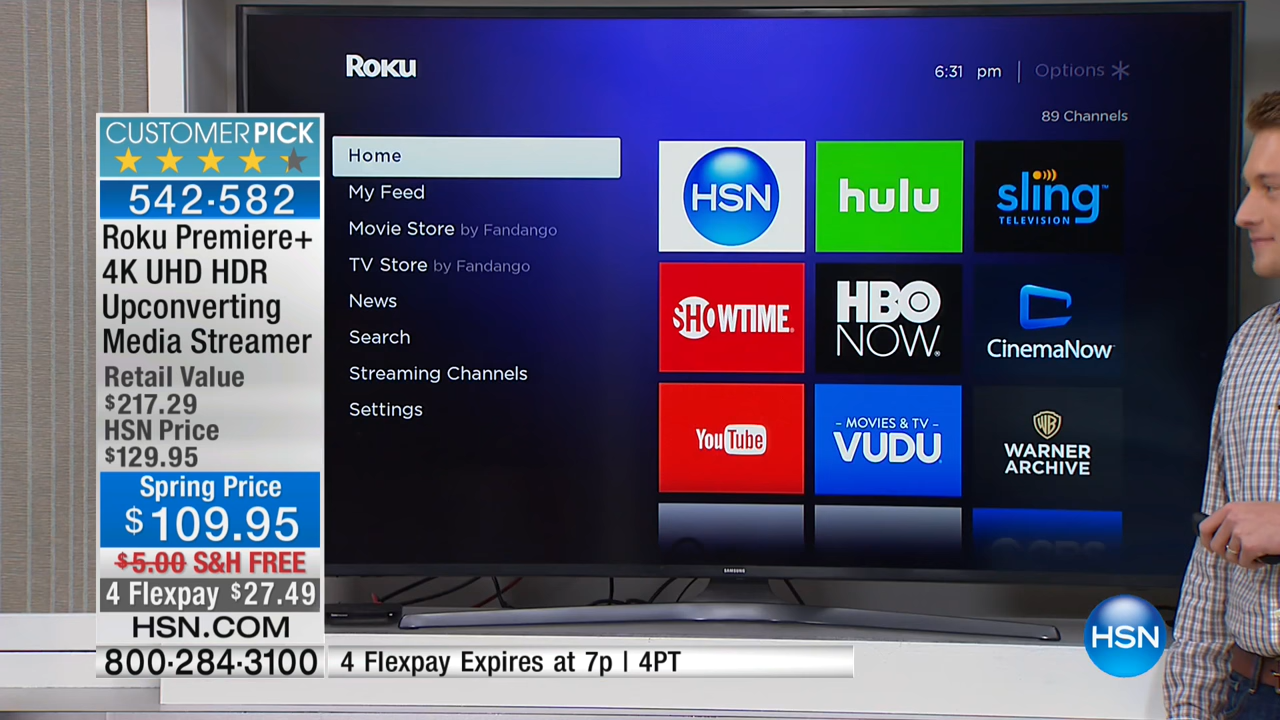 CUSTOMER PICK
542-582
Roku Premiere+
4K UHD HDR
Upconverting
Media Streamer
Retail Value
$217.29
HSN Price
$129.95
Spring Price
$109.95
$5.00 S&H FREE
4 Flexpay $27.49
HSN.COM
800·284·3100
4 Flexpay Expires at 7p | 4PT
ROKU
6:31 pm | Options *
89 Channels
Home
My Feed
Movie Store by Fandango
TV Store by Fandango
News
Search
Streaming Channels
Settings
HSN
hulu
sling™
TELEVISION
SHOWTIME®
HBO
NOW®
CinemaNow
YouTube
- MOVIES & TV -
VUDU
WB
WARNER
ARCHIVE
CBS
SAMSUNG
HSN